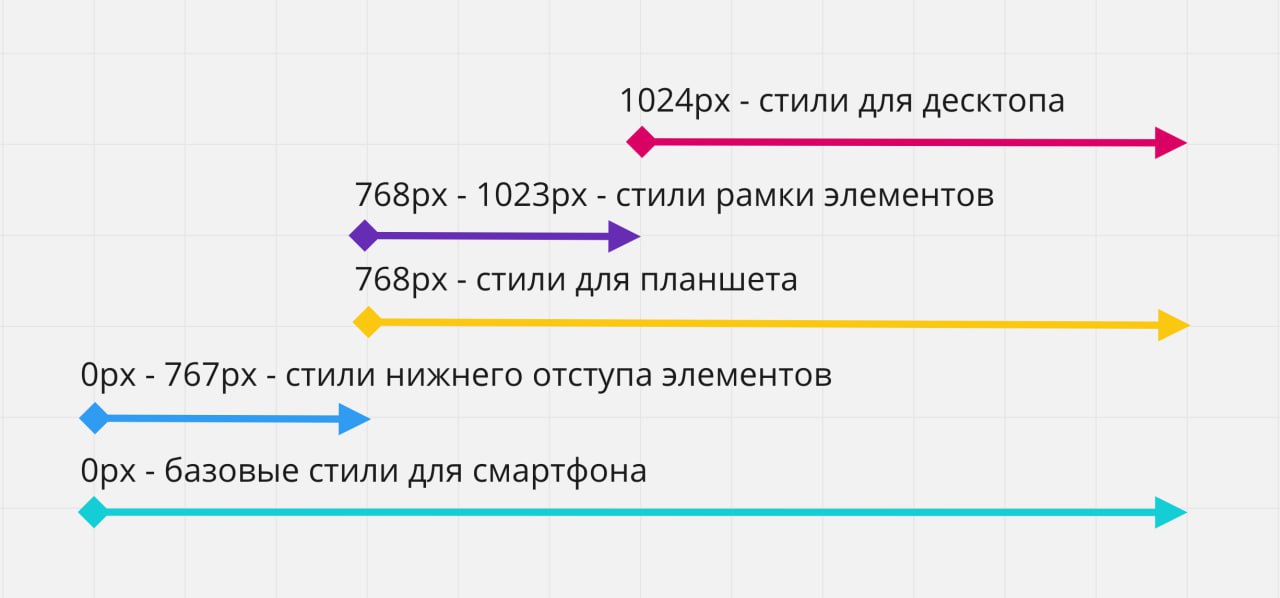 1024px - стили для десктопа
768px - 1023px - стили рамки элементов
768px - стили для планшета
0px - 767px - стили нижнего отступа элементов
0px - базовые стили для смартфона